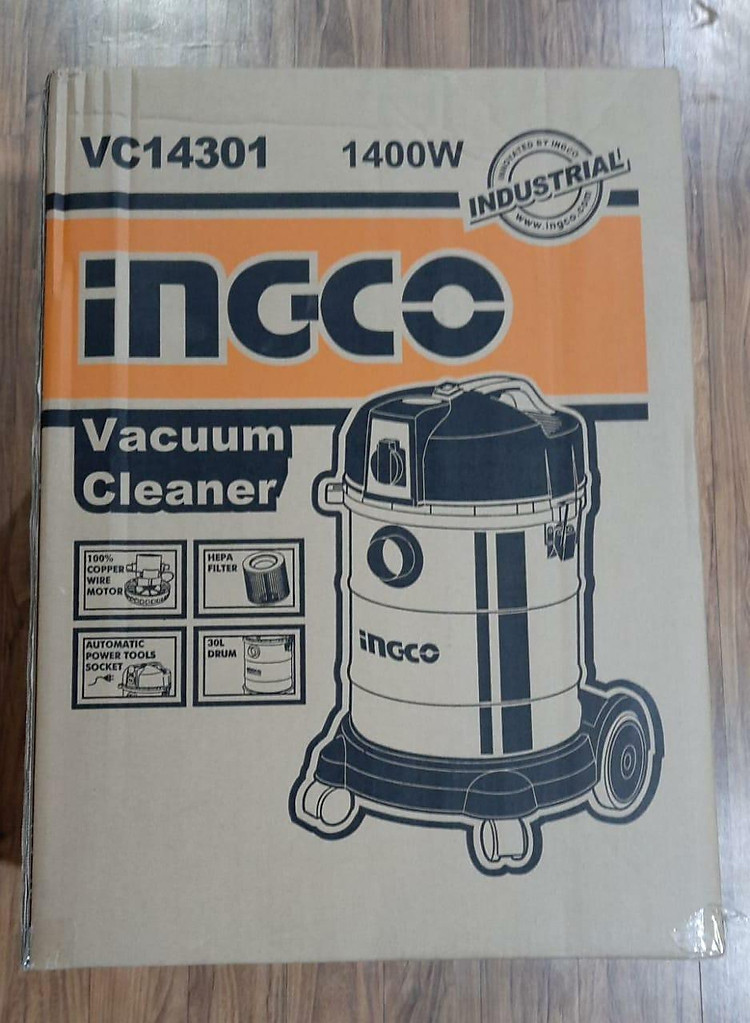 VC14301 1400W
INNOVATED BY INGCO
INDUSTRIAL
www.ingco.com
INGCO
Vacuum
Cleaner
100%
COPPER
WIRE
MOTOR
HEPA
FILTER
AUTOMATIC
POWER TOOLS
SOCKET
30L
DRUM
INGCO